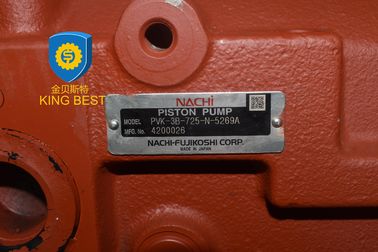 金贝斯特
KING BEST
NACHI
PISTON PUMP
MODEL PVK-3B-725-N-5269A
MFG. No. 4200026
NACHI-FUJIKOSHI CORP.
MADE IN JAPAN